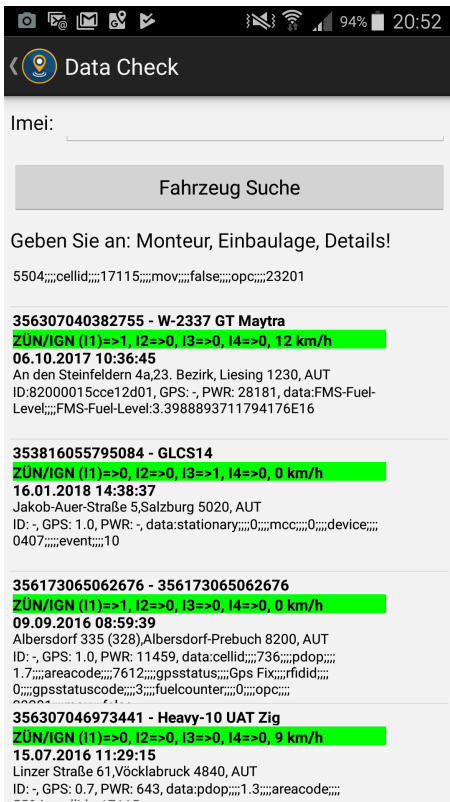 94% 20:52
Data Check
Imei:
Fahrzeug Suche
Geben Sie an: Monteur, Einbaulage, Details!
5504;;;;cellid;;;;17115;;;;mov;;;;false;;;;opc;;;;23201
356307040382755 - W-2337 GT Maytra
ZÜN/IGN (I1)=>1, I2=>0, I3=>0, I4=>0, 12 km/h
06.10.2017 10:36:45
An den Steinfeldern 4a,23. Bezirk, Liesing 1230, AUT
ID:82000015cce12d01, GPS: -, PWR: 28181, data:FMS-Fuel-
Level;;;;FMS-Fuel-Level:3.3988893711794176E16
353816055795084 - GLCS14
ZÜN/IGN (I1)=>0, I2=>0, I3=>1, I4=>0, 0 km/h
16.01.2018 14:38:37
Jakob-Auer-Straße 5,Salzburg 5020, AUT
ID: -, GPS: 1.0, PWR: -, data:stationary;;;;0;;;;mcc;;;;0;;;;device;;;;
0407;;;;;event;;;;10
356173065062676 - 356173065062676
ZÜN/IGN (I1)=>1, I2=>0, I3=>0, I4=>0, 0 km/h
09.09.2016 08:59:39
Albersdorf 335 (328),Albersdorf-Prebuch 8200, AUT
ID: -, GPS: 1.0, PWR: 11459, data:cellid;;;;736;;;;pdop;;;;
1.7;;;;areacode;;;;7612;;;;gpsstatus;;;;Gps Fix;;;;rfidid;;;;
0;;;;gpsstatuscode;;;;3;;;;fuelcounter;;;;0;;;;opc;;;;
356307046973441 - Heavy-10 UAT Zig
ZÜN/IGN (I1)=>0, I2=>0, I3=>0, I4=>0, 9 km/h
15.07.2016 11:29:15
Linzer Straße 61,Vöcklabruck 4840, AUT
ID: -, GPS: 0.7, PWR: 643, data:pdop;;;;1.3;;;;areacode;;;;